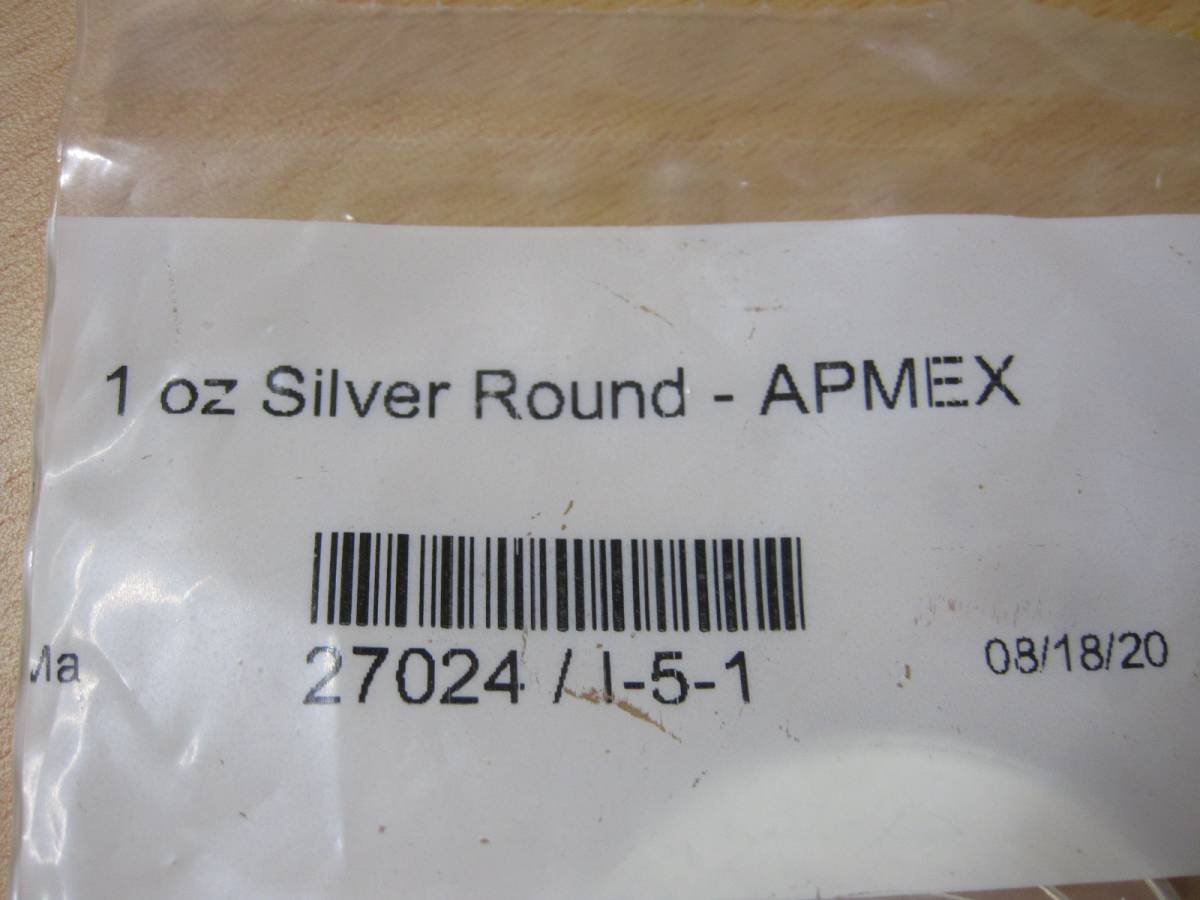 1 oz Silver Round - APMEX
27024 / I-5-1
Ma 08/18/20